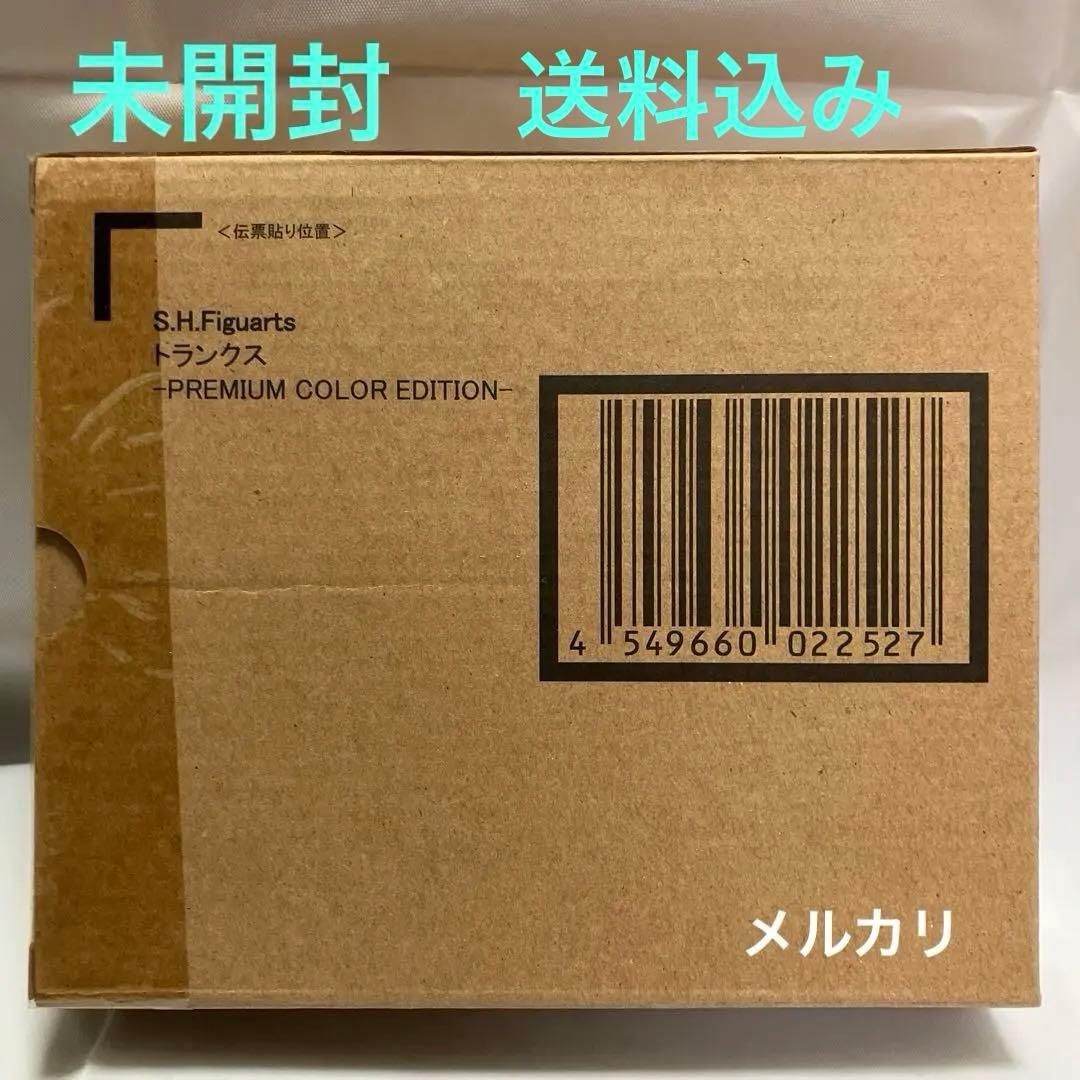 未開封 送料込み
<伝票貼り位置>
S.H.Figuarts
トランクス
-PREMIUM COLOR EDITION-
4 549660 022527
メルカリ